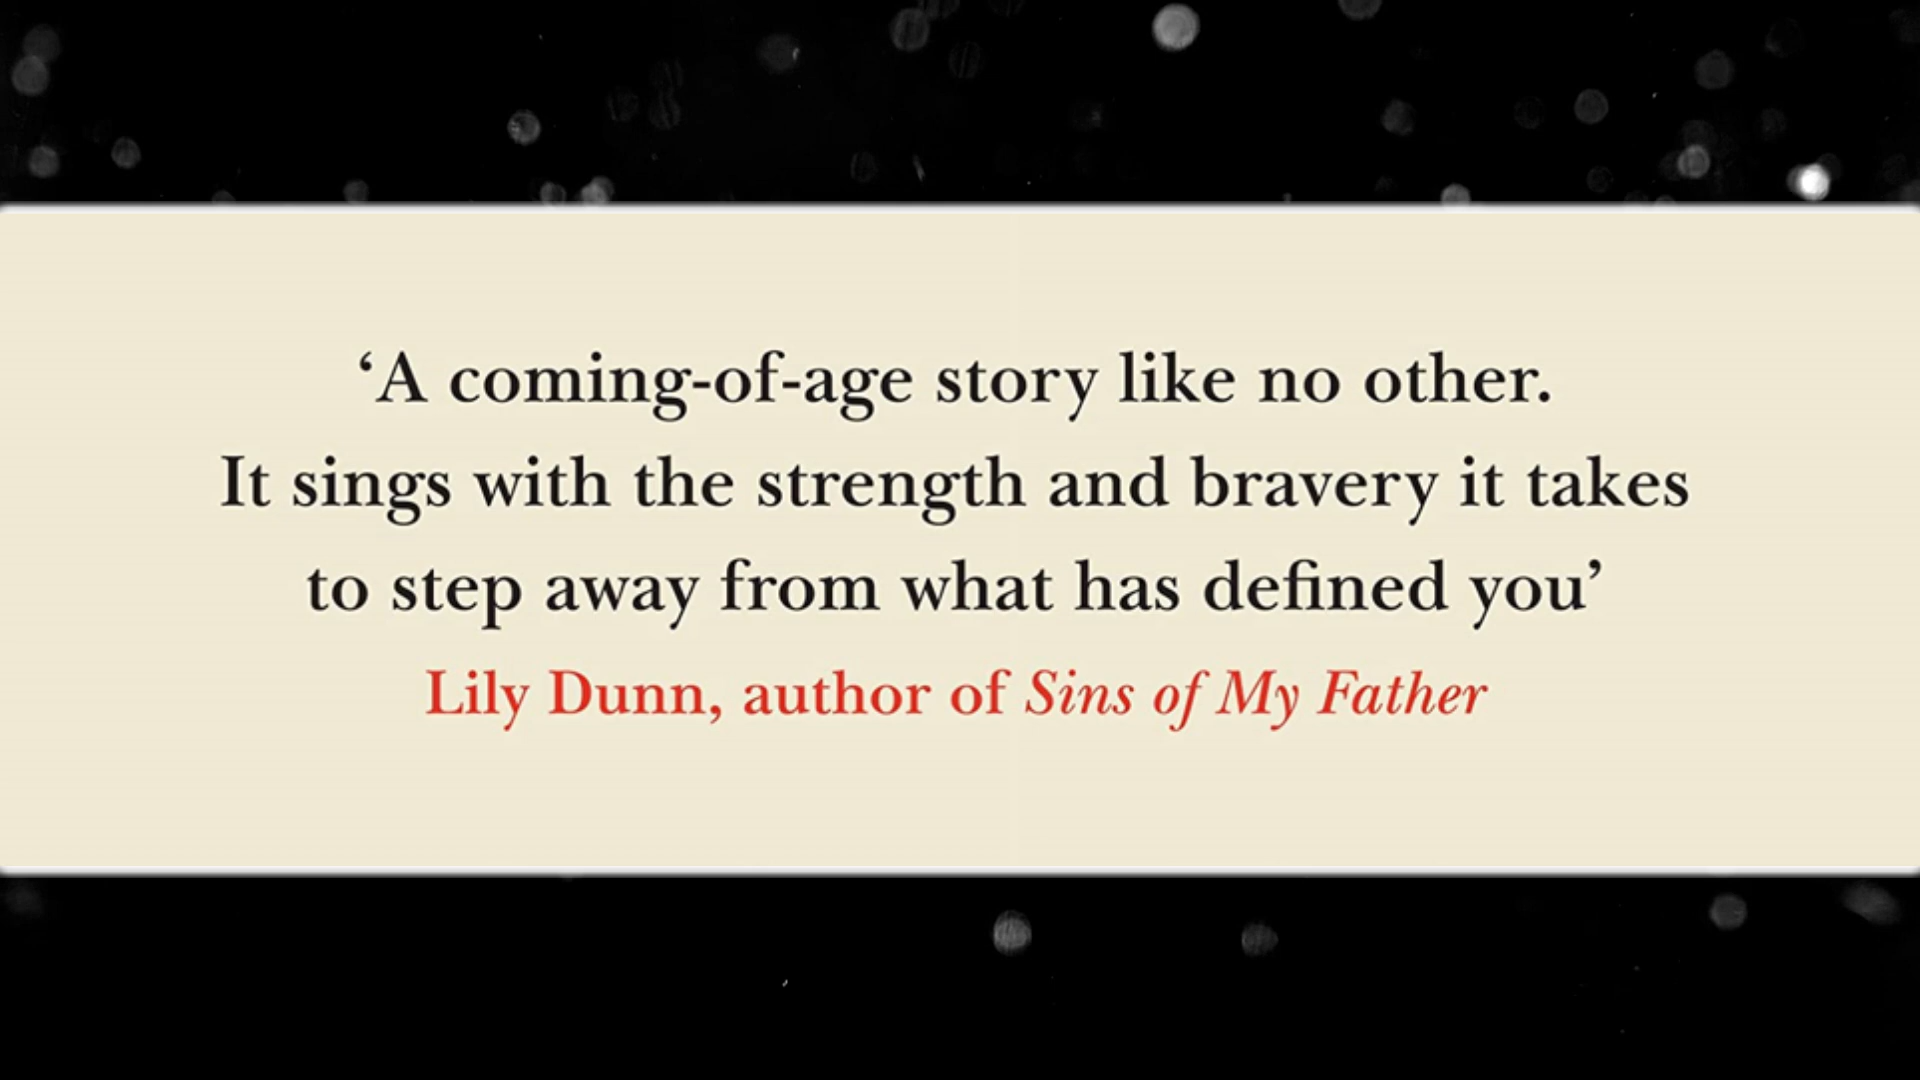 ‘A coming-of-age story like no other.
It sings with the strength and bravery it takes
to step away from what has defined you’
Lily Dunn, author of Sins of My Father